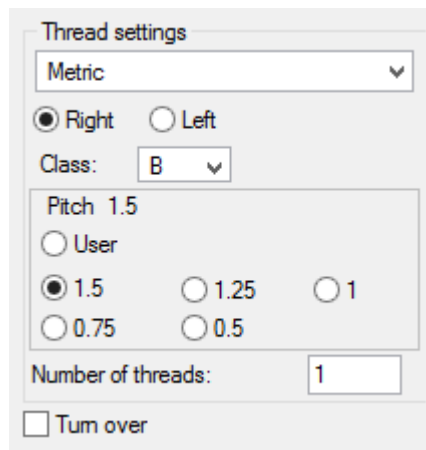 Thread settings
Metric
Right Left
Class: B
Pitch 1.5
User
1.5 1.25 1
0.75 0.5
Number of threads: 1
Turn over